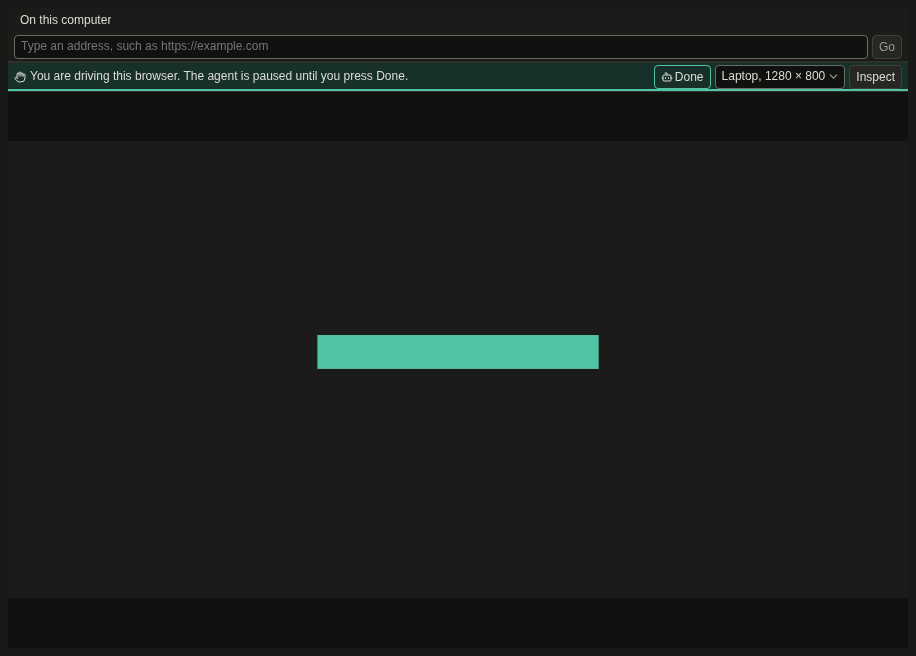 On this computer
Type an address, such as https://example.com
Go
You are driving this browser. The agent is paused until you press Done.
Done
Laptop, 1280 × 800
Inspect